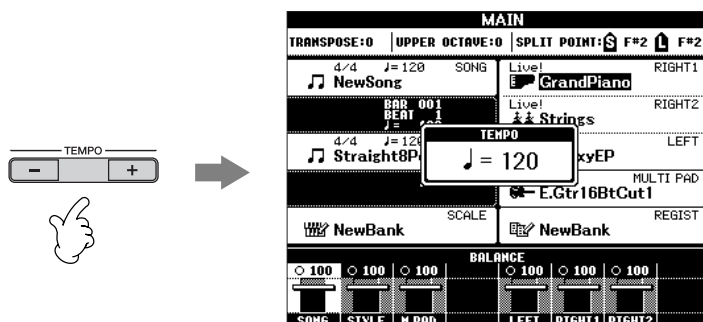 TEMPO
− +
MAIN
TRANSPOSE:0 UPPER OCTAVE:0 SPLIT POINT: S F#2 L F#2
4/4 ♩=120 SONG
NewSong
Live! RIGHT1
GrandPiano
BAR 001
BEAT 1
Live! RIGHT2
Strings
4/4 ♩=120
LEFT
TEMPO
♩ = 120
MULTI PAD
E.Gtr16BtCut1
SCALE
NewBank
REGIST
NewBank
BALANCE
100 100 100 100 100 100
SONG STYLE M.PAD LEFT RIGHT1 RIGHT2